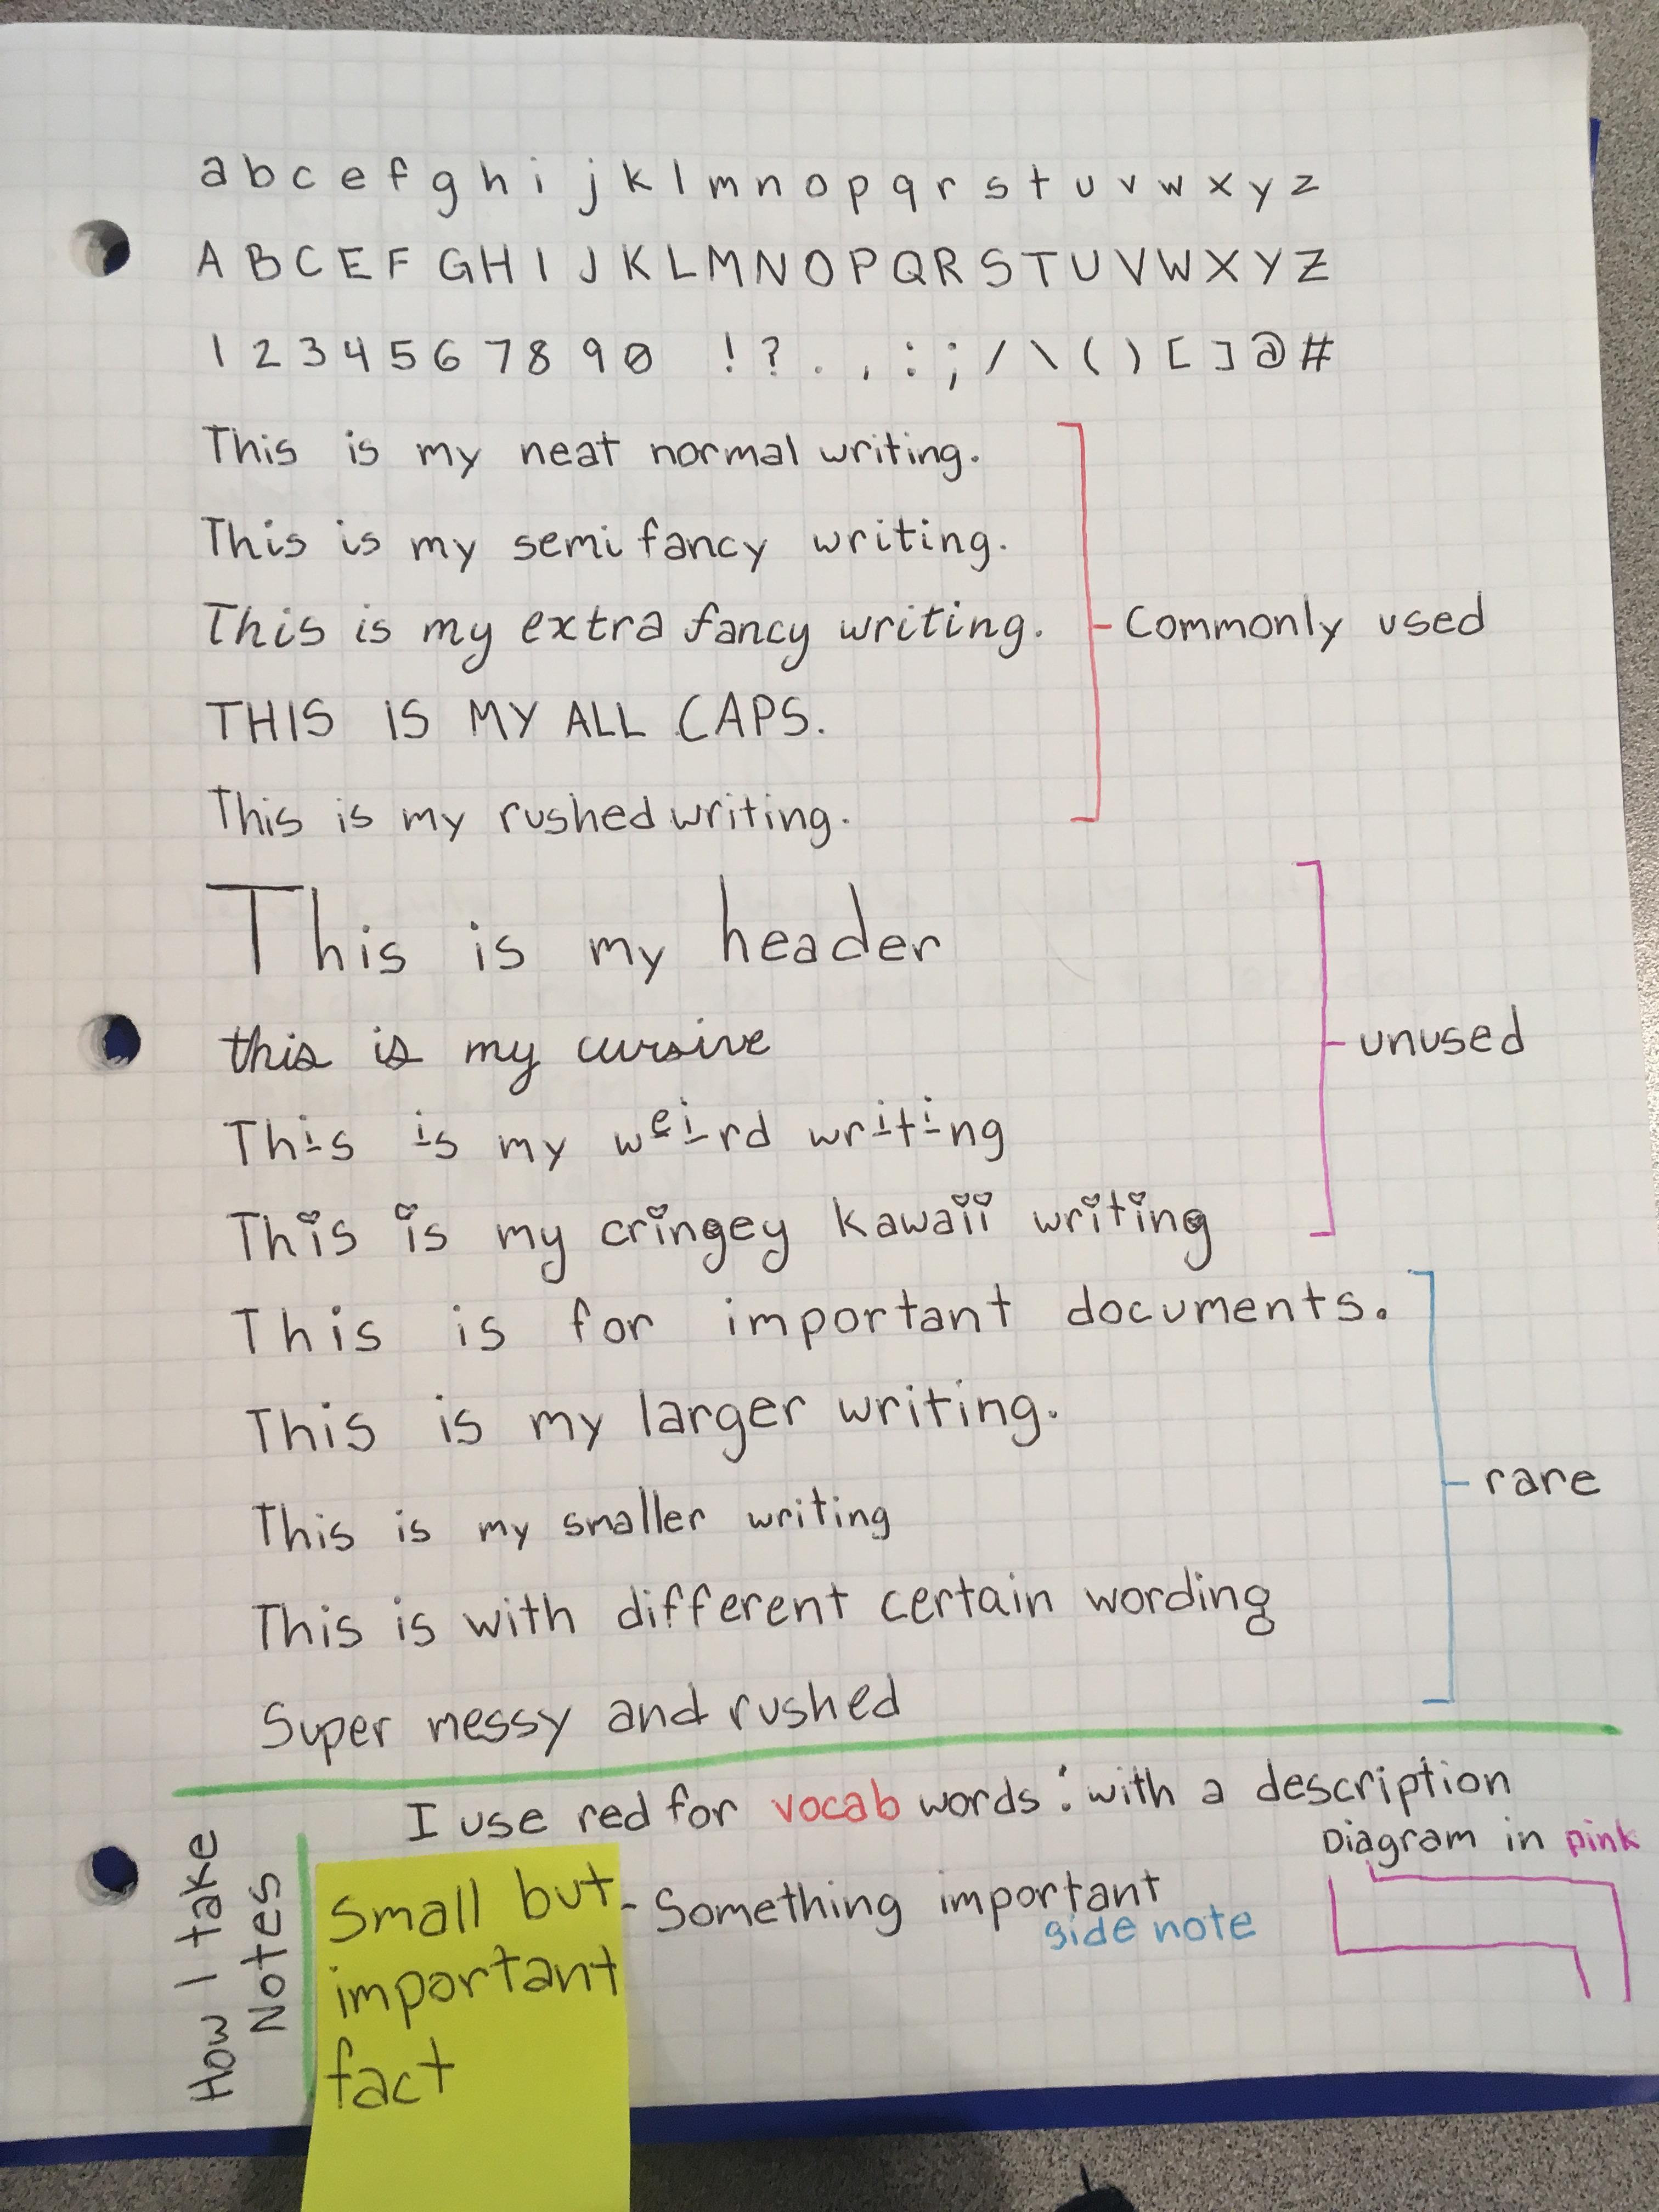 a b c e f g h i j k l m n o p q r s t u v w x y z
A B C E F G H I J K L M N O P Q R S T U V W X Y Z
1 2 3 4 5 6 7 8 9 0 ! ? . , : ; / \ ( ) [ ] @ #
This is my neat normal writing.
This is my semi fancy writing.
This is my extra fancy writing.
Commonly used
THIS IS MY ALL CAPS.
This is my rushed writing.
This is my header
this is my cursive
unused
This is my weird writing
This is my cringey kawaii writing
This is for important documents.
This is my larger writing.
rare
This is my smaller writing
This is with different certain wording
Super messy and rushed
How I take
Notes
I use red for vocab words: with a description
Diagram in pink
Small but
important
fact
- Something important
side note